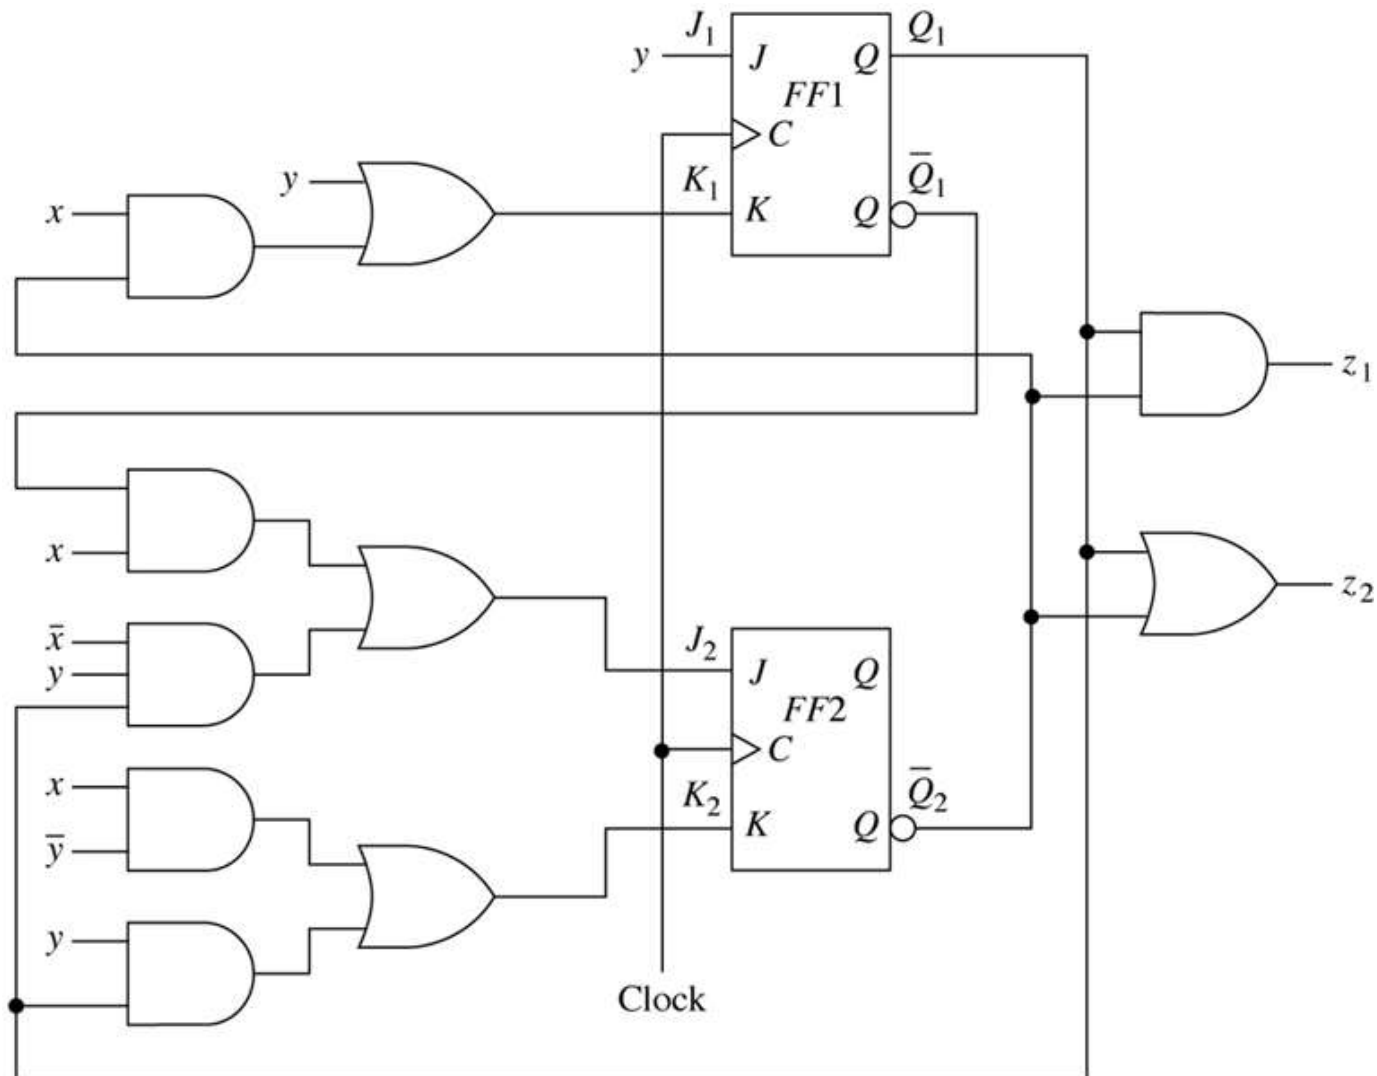 J₁ Q₁
y J Q
FF1
C
y K₁ Q̅₁
x K Q
z₁
x
z₂
x̅
y J₂
J Q
FF2
C
x K₂ Q̅₂
y̅ K Q
y
Clock